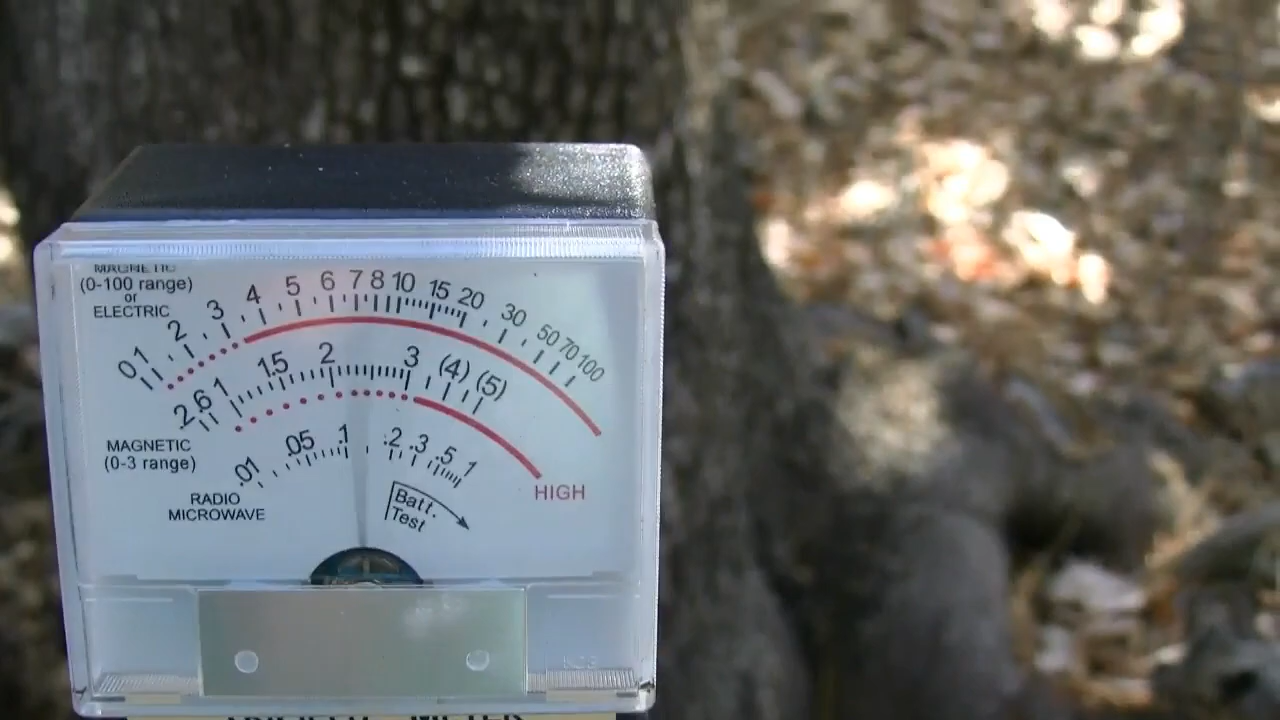 MAGNETIC
(0-100 range)
or
ELECTRIC
0 1 2 3 4 5 6 7 8 10 15 20 30 50 70 100
.2 .6 1 1.5 2 3 (4) (5)
MAGNETIC
(0-3 range)
.01 .05 .1 .2 .3 .5 1
RADIO
MICROWAVE
HIGH
Batt.
Test
METER